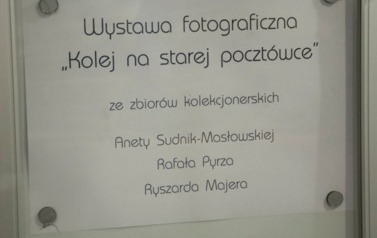 Wystawa fotograficzna
„Kolej na starej pocztówce”
ze zbiorów kolekcjonerskich
Anety Sudnik-Masłowskiej
Rafała Pyrza
Ryszarda Majera